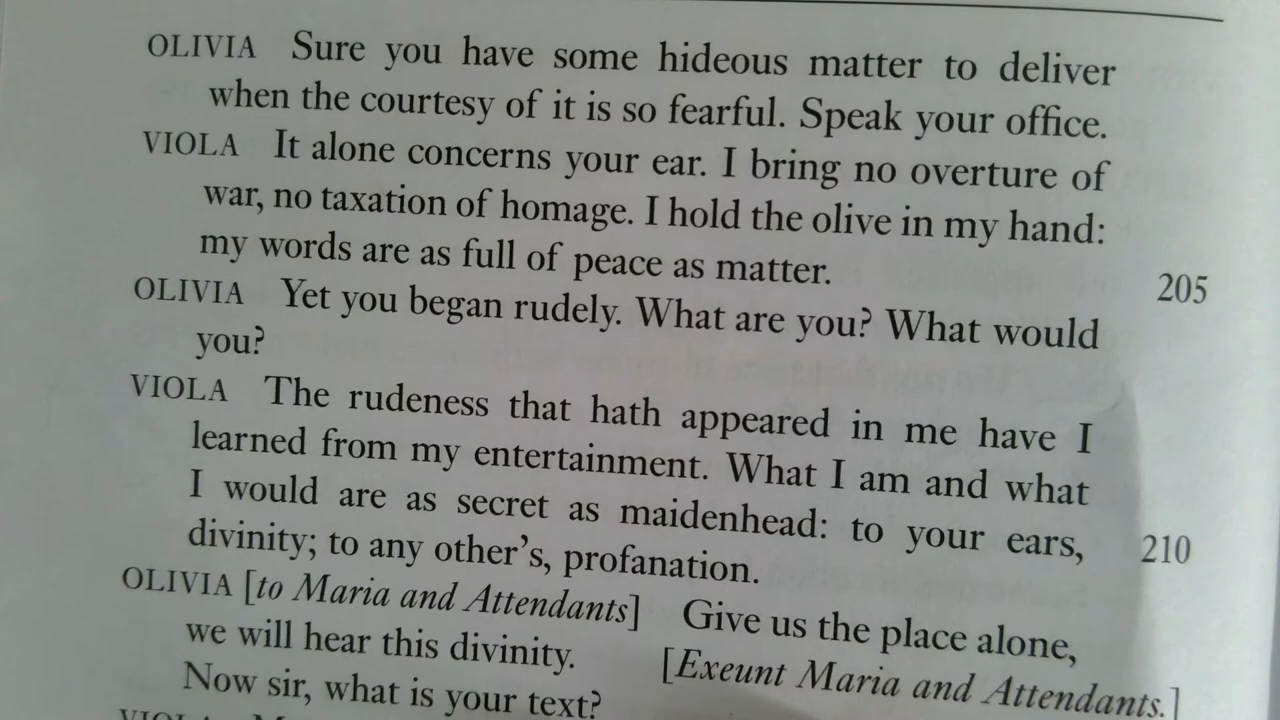 OLIVIA Sure you have some hideous matter to deliver
when the courtesy of it is so fearful. Speak your office.
VIOLA It alone concerns your ear. I bring no overture of
war, no taxation of homage. I hold the olive in my hand:
my words are as full of peace as matter. 205
OLIVIA Yet you began rudely. What are you? What would
you?
VIOLA The rudeness that hath appeared in me have I
learned from my entertainment. What I am and what
I would are as secret as maidenhead: to your ears, 210
divinity; to any other's, profanation.
OLIVIA [to Maria and Attendants] Give us the place alone,
we will hear this divinity. [Exeunt Maria and Attendants.]
Now sir, what is your text?